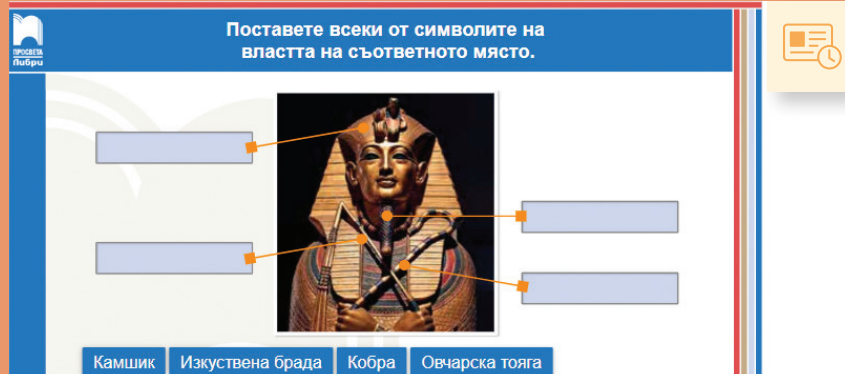 Поставете всеки от символите на
властта на съответното място.
ПРОСВЕТА
Либри
Камшик
Изкуствена брада
Кобра
Овчарска тояга